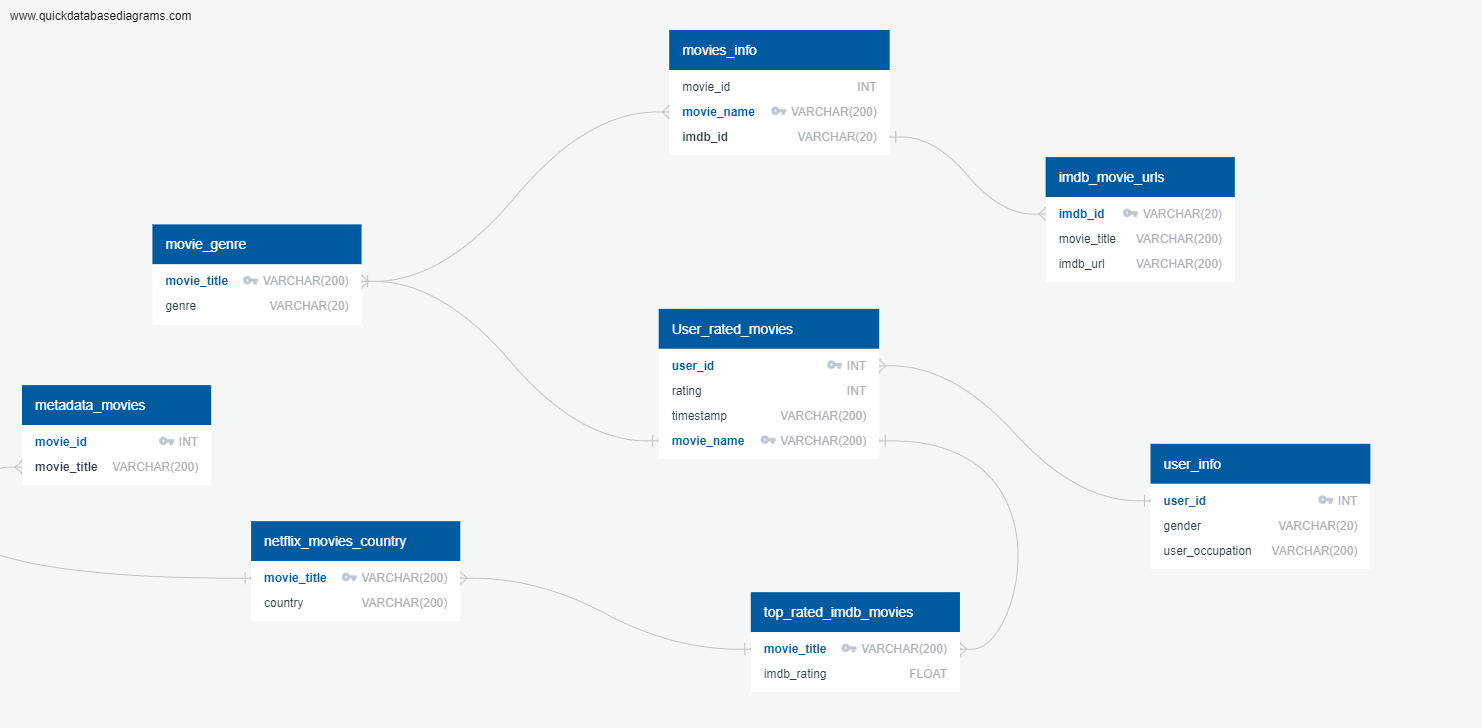 www.quickdatabasediagrams.com
movies_info
movie_id INT
movie_name VARCHAR(200)
imdb_id VARCHAR(20)
imdb_movie_urls
imdb_id VARCHAR(20)
movie_title VARCHAR(200)
imdb_url VARCHAR(200)
movie_genre
movie_title VARCHAR(200)
genre VARCHAR(20)
User_rated_movies
user_id INT
rating INT
timestamp VARCHAR(200)
movie_name VARCHAR(200)
metadata_movies
movie_id INT
movie_title VARCHAR(200)
user_info
user_id INT
gender VARCHAR(20)
user_occupation VARCHAR(200)
netflix_movies_country
movie_title VARCHAR(200)
country VARCHAR(200)
top_rated_imdb_movies
movie_title VARCHAR(200)
imdb_rating FLOAT